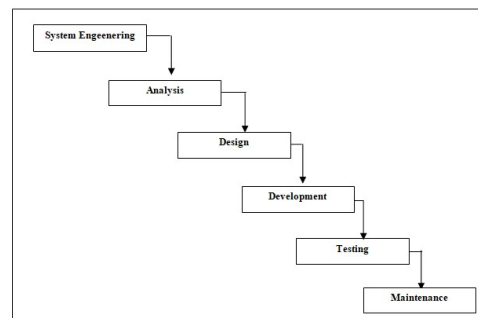 System Engeenering
Analysis
Design
Development
Testing
Maintenance